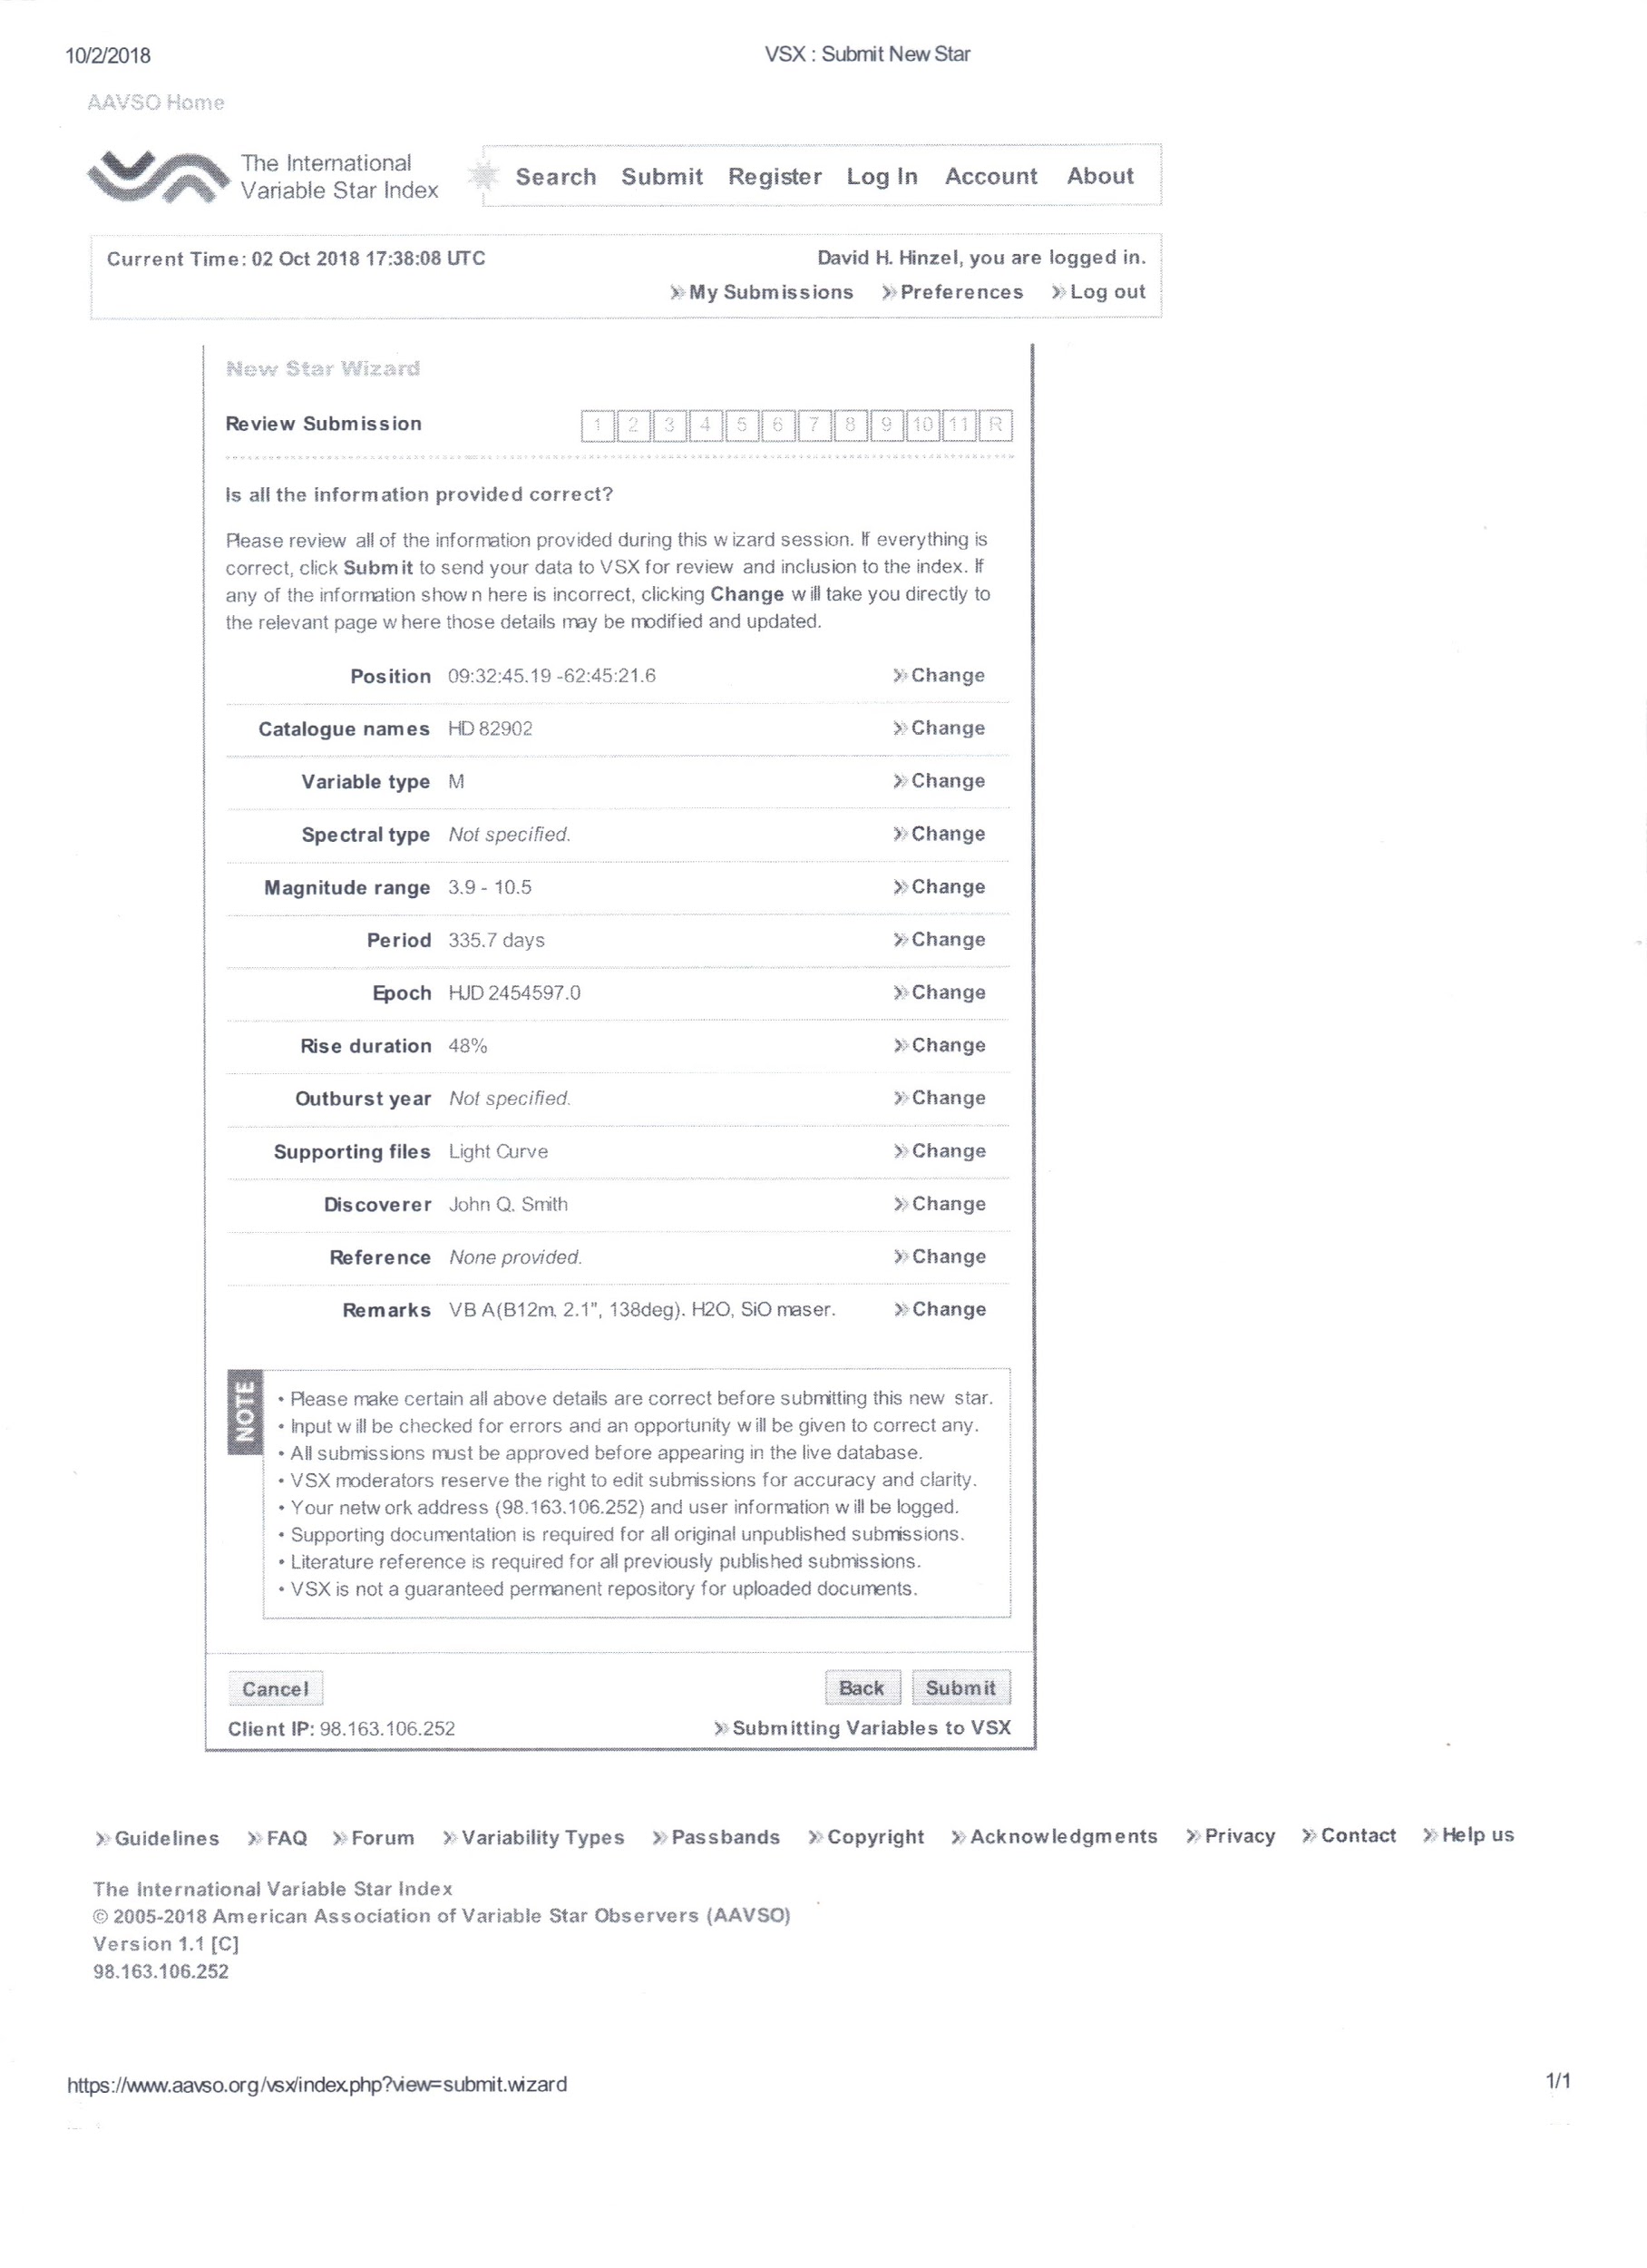 10/2/2018 VSX : Submit New Star
AAVSO Home
The International
Variable Star Index
Search Submit Register Log In Account About
Current Time: 02 Oct 2018 17:38:08 UTC David H. Hinzel, you are logged in.
» My Submissions » Preferences » Log out
New Star Wizard
Review Submission 1 2 3 4 5 6 7 8 9 10 11 R
Is all the information provided correct?
Please review all of the information provided during this wizard session. If everything is
correct, click Submit to send your data to VSX for review and inclusion to the index. If
any of the information shown here is incorrect, clicking Change will take you directly to
the relevant page where those details may be modified and updated.
Position 09:32:45.19 -62:45:21.6 » Change
Catalogue names HD 82902 » Change
Variable type M » Change
Spectral type Not specified. » Change
Magnitude range 3.9 - 10.5 » Change
Period 335.7 days » Change
Epoch HJD 2454597.0 » Change
Rise duration 48% » Change
Outburst year Not specified. » Change
Supporting files Light Curve » Change
Discoverer John Q. Smith » Change
Reference None provided. » Change
Remarks VB A(B12m, 2.1", 138deg). H2O, SiO maser. » Change
NOTE
• Please make certain all above details are correct before submitting this new star.
• Input will be checked for errors and an opportunity will be given to correct any.
• All submissions must be approved before appearing in the live database.
• VSX moderators reserve the right to edit submissions for accuracy and clarity.
• Your network address (98.163.106.252) and user information will be logged.
• Supporting documentation is required for all original unpublished submissions.
• Literature reference is required for all previously published submissions.
• VSX is not a guaranteed permanent repository for uploaded documents.
Cancel Back Submit
Client IP: 98.163.106.252 » Submitting Variables to VSX
» Guidelines » FAQ » Forum » Variability Types » Passbands » Copyright » Acknowledgments » Privacy » Contact » Help us
The International Variable Star Index
© 2005-2018 American Association of Variable Star Observers (AAVSO)
Version 1.1 [C]
98.163.106.252
https://www.aavso.org/vsx/index.php?view=submit.wizard 1/1